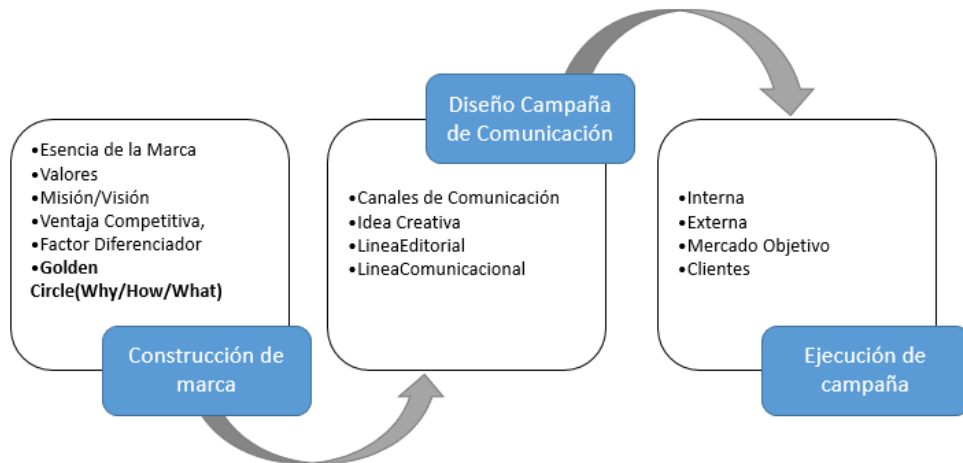 •Esencia de la Marca
•Valores
•Misión/Visión
•Ventaja Competitiva,
•Factor Diferenciador
•Golden
Circle(Why/How/What)
Construcción de
marca
Diseño Campaña
de Comunicación
•Canales de Comunicación
•Idea Creativa
•LineaEditorial
•LineaComunicacional
•Interna
•Externa
•Mercado Objetivo
•Clientes
Ejecución de
campaña